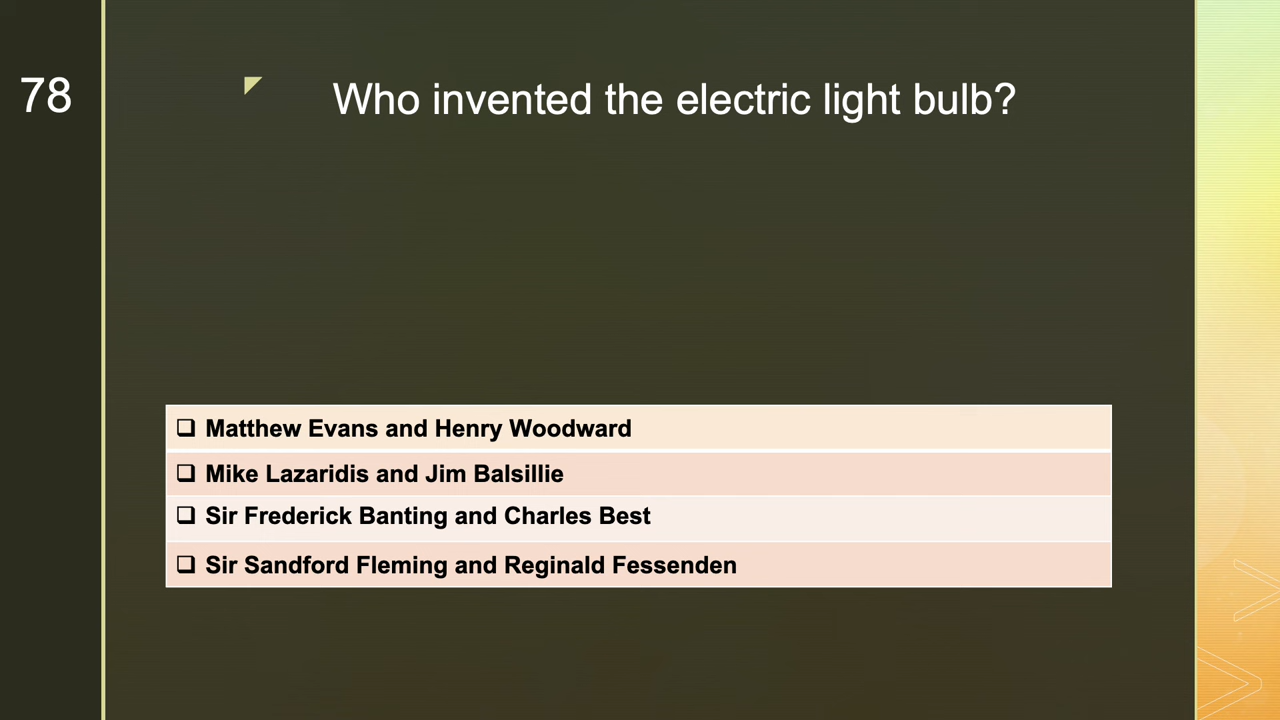 78
Who invented the electric light bulb?
❑ Matthew Evans and Henry Woodward
❑ Mike Lazaridis and Jim Balsillie
❑ Sir Frederick Banting and Charles Best
❑ Sir Sandford Fleming and Reginald Fessenden